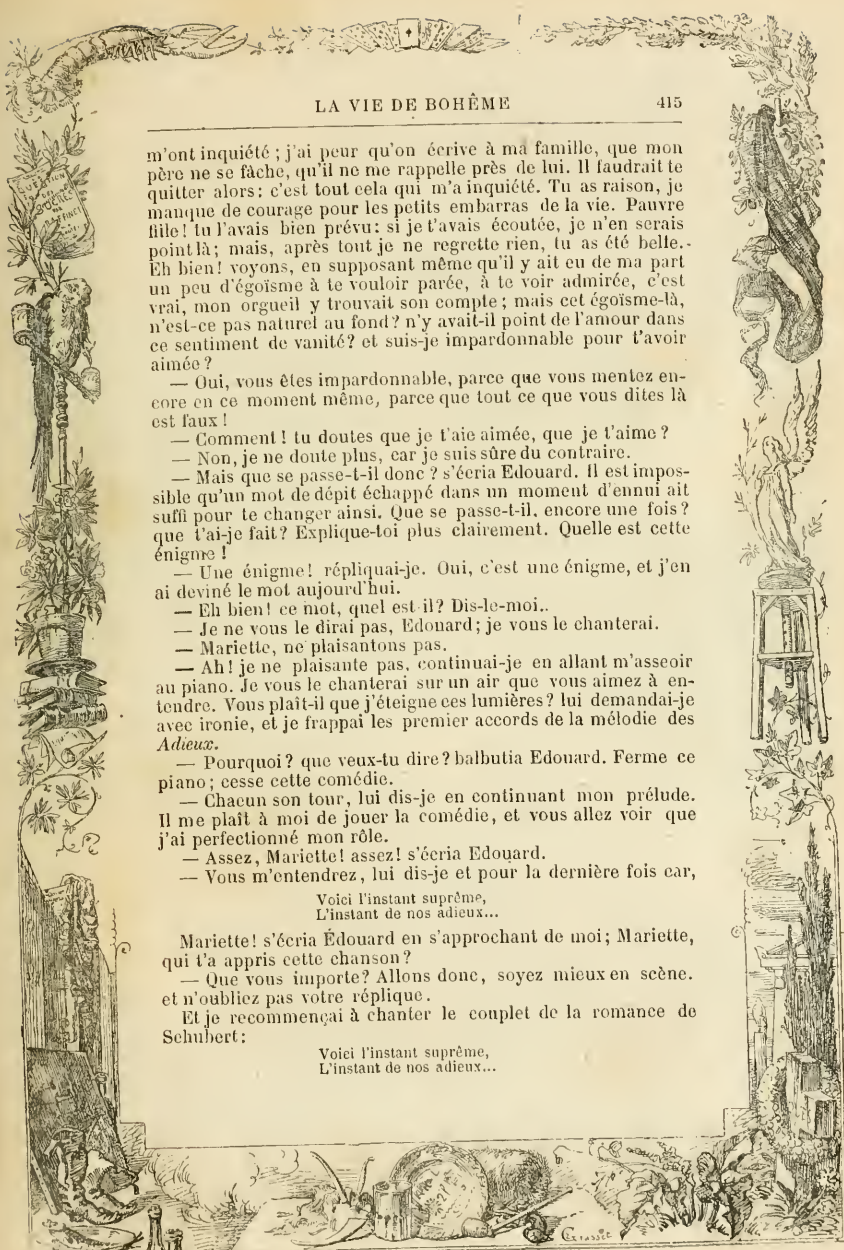 LA VIE DE BOHÊME 415
m'ont inquiété ; j'ai peur qu'on écrive à ma famille, que mon
père ne se fâche, qu'il ne me rappelle près de lui. Il faudrait te
quitter alors: c'est tout cela qui m'a inquiété. Tu as raison, je
manque de courage pour les petits embarras de la vie. Pauvre
fille! tu l'avais bien prévu: si je t'avais écoutée, je n'en serais
point là; mais, après tout je ne regrette rien, tu as été belle.-
Eh bien! voyons, en supposant même qu'il y ait eu de ma part
un peu d'égoïsme à te vouloir parée, à te voir admirée, c'est
vrai, mon orgueil y trouvait son compte ; mais cet égoïsme-là,
n'est-ce pas naturel au fond? n'y avait-il point de l'amour dans
ce sentiment de vanité? et suis-je impardonnable pour t'avoir
aimée ?
— Oui, vous êtes impardonnable, parce que vous mentez en-
core en ce moment même, parce que tout ce que vous dites là
est faux !
— Comment ! tu doutes que je t'aie aimée, que je t'aime ?
— Non, je ne doute plus, car je suis sûre du contraire.
— Mais que se passe-t-il donc ? s'écria Edouard. Il est impos-
sible qu'un mot de dépit échappé dans un moment d'ennui ait
suffi pour te changer ainsi. Que se passe-t-il. encore une fois?
que t'ai-je fait? Explique-toi plus clairement. Quelle est cette
énigme !
— Une énigme! répliquai-je. Oui, c'est une énigme, et j'en
ai deviné le mot aujourd'hui.
— Eh bien! ce mot, quel est il? Dis-le-moi..
— Je ne vous le dirai pas, Edouard; je vous le chanterai.
— Mariette, ne plaisantons pas.
— Ah! je ne plaisante pas, continuai-je en allant m'asseoir
au piano. Je vous le chanterai sur un air que vous aimez à en-
tendre. Vous plaît-il que j'éteigne ces lumières? lui demandai-je
avec ironie, et je frappai les premier accords de la mélodie des
Adieux.
— Pourquoi? que veux-tu dire? balbutia Edouard. Ferme ce
piano; cesse cette comédie.
— Chacun son tour, lui dis-je en continuant mon prélude.
Il me plaît à moi de jouer la comédie, et vous allez voir que
j'ai perfectionné mon rôle.
— Assez, Mariette! assez! s'écria Edouard.
— Vous m'entendrez, lui dis-je et pour la dernière fois car,
Voici l'instant suprême,
L'instant de nos adieux...
Mariette! s'écria Édouard en s'approchant de moi; Mariette,
qui t'a appris cette chanson?
— Que vous importe? Allons donc, soyez mieux en scène.
et n'oubliez pas votre réplique.
Et je recommençai à chanter le couplet de la romance de
Schubert:
Voici l'instant suprême,
L'instant de nos adieux...